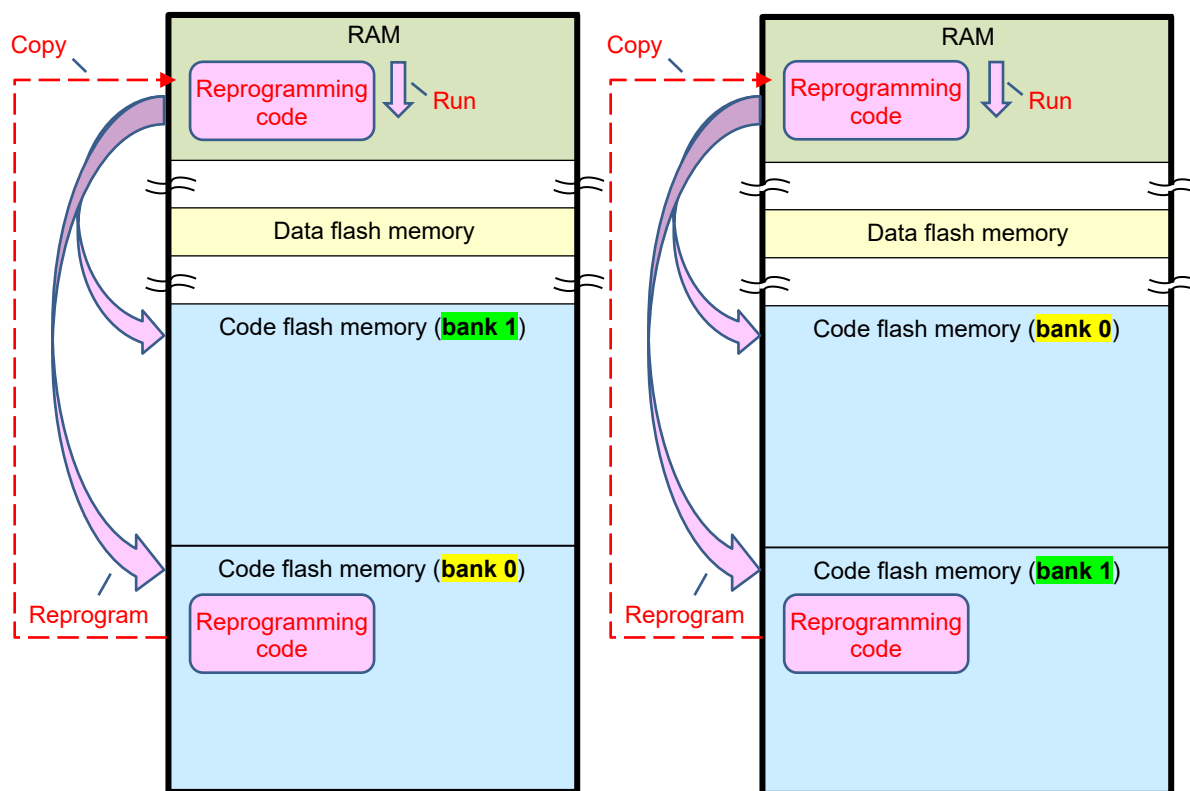 RAM
Copy
Reprogramming
code
Run
Data flash memory
Code flash memory (bank 1)
Code flash memory (bank 0)
Reprogram
Reprogramming
code
RAM
Copy
Reprogramming
code
Run
Data flash memory
Code flash memory (bank 0)
Code flash memory (bank 1)
Reprogram
Reprogramming
code